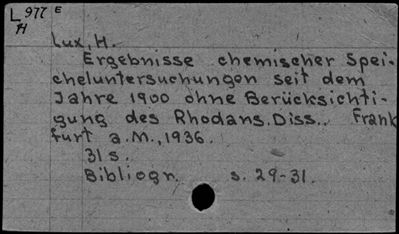 L 977 E
H
Lux, H.
Ergebnisse chemischer Spei-
cheluntersuchungen seit dem
Jahre 1900 ohne Berücksichti-
gung des Rhodans. Diss.. Frank
furt a.M., 1936.
31 s.
Bibliogr. s. 29-31.